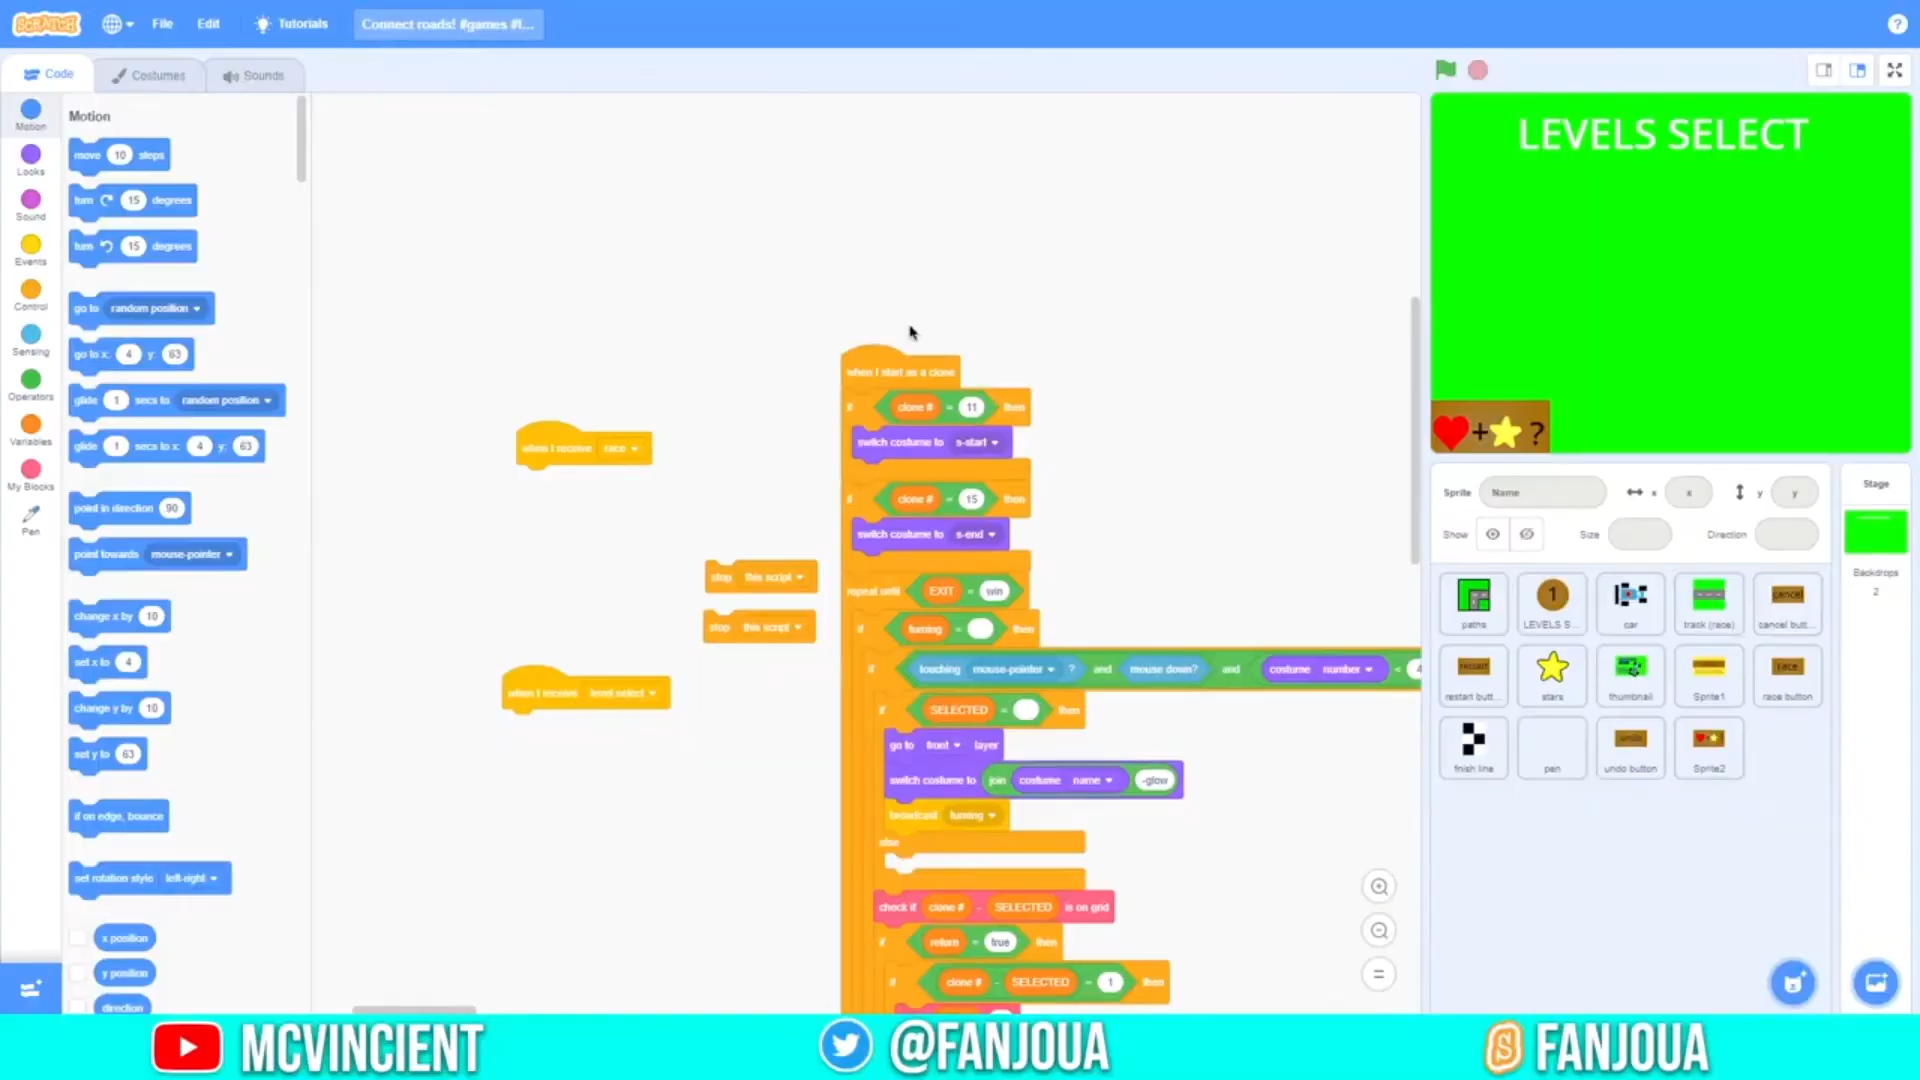 SCRATCH File Edit Tutorials Connect roads! #games #l... ?
Code Costumes Sounds
Motion
Looks
Sound
Events
Control
Sensing
Operators
Variables
My Blocks
Pen
Motion
move 10 steps
turn 15 degrees
turn 15 degrees
go to random position
go to x: 4 y: 63
glide 1 secs to random position
glide 1 secs to x: 4 y: 63
point in direction 90
point towards mouse-pointer
change x by 10
set x to 4
change y by 10
set y to 63
if on edge, bounce
set rotation style left-right
x position
y position
direction
when I receive race
stop this script
stop this script
when I receive level select
when I start as a clone
if clone # = 11 then
switch costume to s-start
if clone # = 15 then
switch costume to s-end
repeat until EXIT = win
if turning = then
if touching mouse-pointer ? and mouse down? and costume number < 4
if SELECTED = then
go to front layer
switch costume to join costume name -glow
broadcast turning
else
check if clone # - SELECTED is on grid
if return = true then
if clone # - SELECTED = 1 then
LEVELS SELECT
+ ?
Sprite Name x x y y
Show Size Direction
Stage
Backdrops
2
paths
1 LEVELS S...
car
track (race)
cancel cancel butt...
restart restart butt...
stars
thumbnail
Sprite1
race race button
finish line
pen
undo undo button
Sprite2
MCVINCIENT @FANJOUA FANJOUA